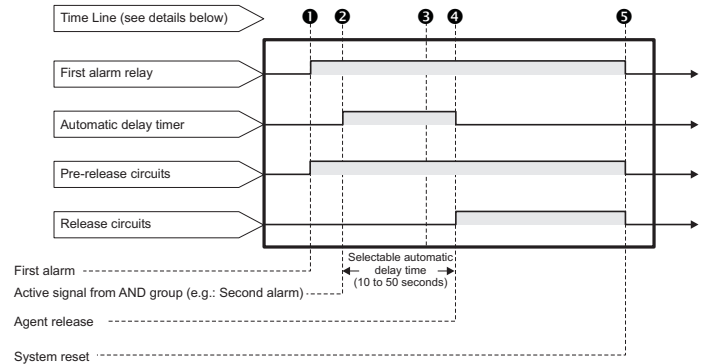 Time Line (see details below)
❶ ❷ ❸ ❹ ❺
First alarm relay
Automatic delay timer
Pre-release circuits
Release circuits
Selectable automatic
delay time
(10 to 50 seconds)
First alarm
Active signal from AND group (e.g.: Second alarm)
Agent release
System reset